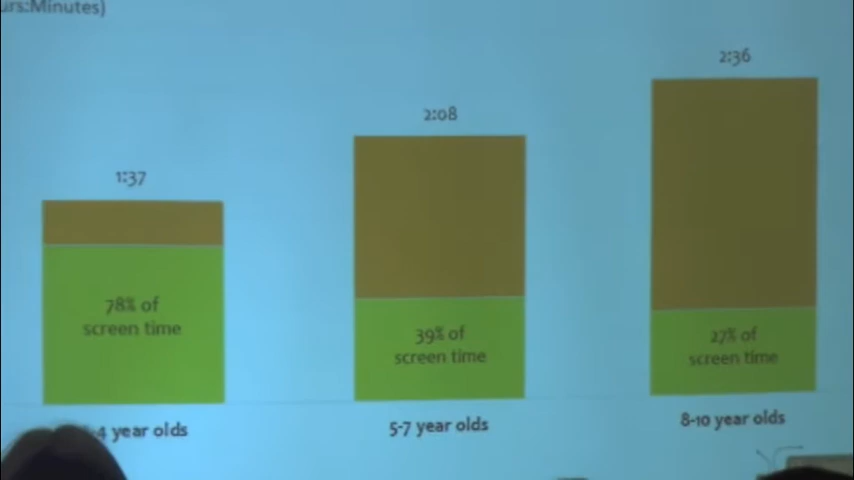 Minutes)
2:36
2:08
1:37
78% of
screen time
39% of
screen time
27% of
screen time
4 year olds
5-7 year olds
8-10 year olds